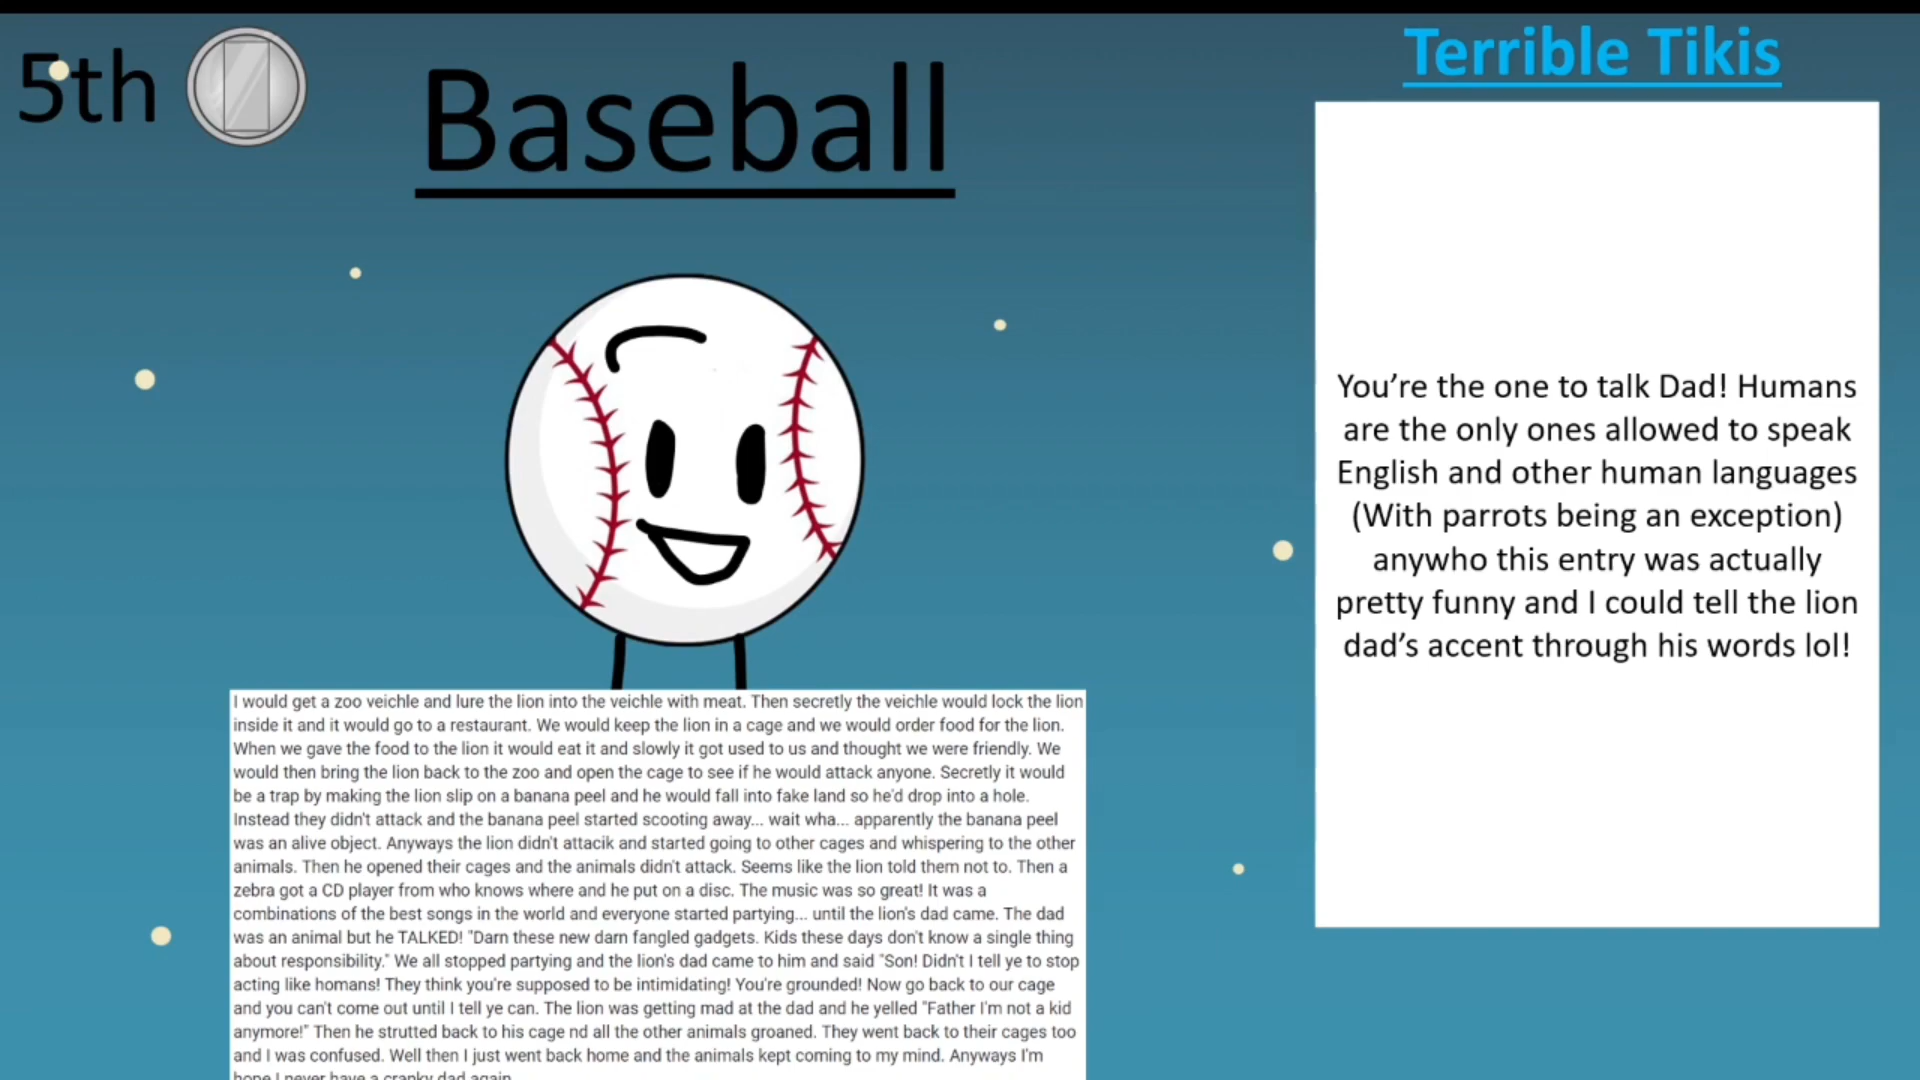 5th
Baseball
Terrible Tikis
You’re the one to talk Dad! Humans
are the only ones allowed to speak
English and other human languages
(With parrots being an exception)
anywho this entry was actually
pretty funny and I could tell the lion
dad’s accent through his words lol!
I would get a zoo veichle and lure the lion into the veichle with meat. Then secretly the veichle would lock the lion
inside it and it would go to a restaurant. We would keep the lion in a cage and we would order food for the lion.
When we gave the food to the lion it would eat it and slowly it got used to us and thought we were friendly. We
would then bring the lion back to the zoo and open the cage to see if he would attack anyone. Secretly it would
be a trap by making the lion slip on a banana peel and he would fall into fake land so he'd drop into a hole.
Instead they didn't attack and the banana peel started scooting away... wait wha... apparently the banana peel
was an alive object. Anyways the lion didn't attacik and started going to other cages and whispering to the other
animals. Then he opened their cages and the animals didn't attack. Seems like the lion told them not to. Then a
zebra got a CD player from who knows where and he put on a disc. The music was so great! It was a
combinations of the best songs in the world and everyone started partying... until the lion's dad came. The dad
was an animal but he TALKED! "Darn these new darn fangled gadgets. Kids these days don't know a single thing
about responsibility." We all stopped partying and the lion's dad came to him and said "Son! Didn't I tell ye to stop
acting like homans! They think you're supposed to be intimidating! You're grounded! Now go back to our cage
and you can't come out until I tell ye can. The lion was getting mad at the dad and he yelled "Father I'm not a kid
anymore!" Then he strutted back to his cage nd all the other animals groaned. They went back to their cages too
and I was confused. Well then I just went back home and the animals kept coming to my mind. Anyways I'm
hope I never have a cranky dad again